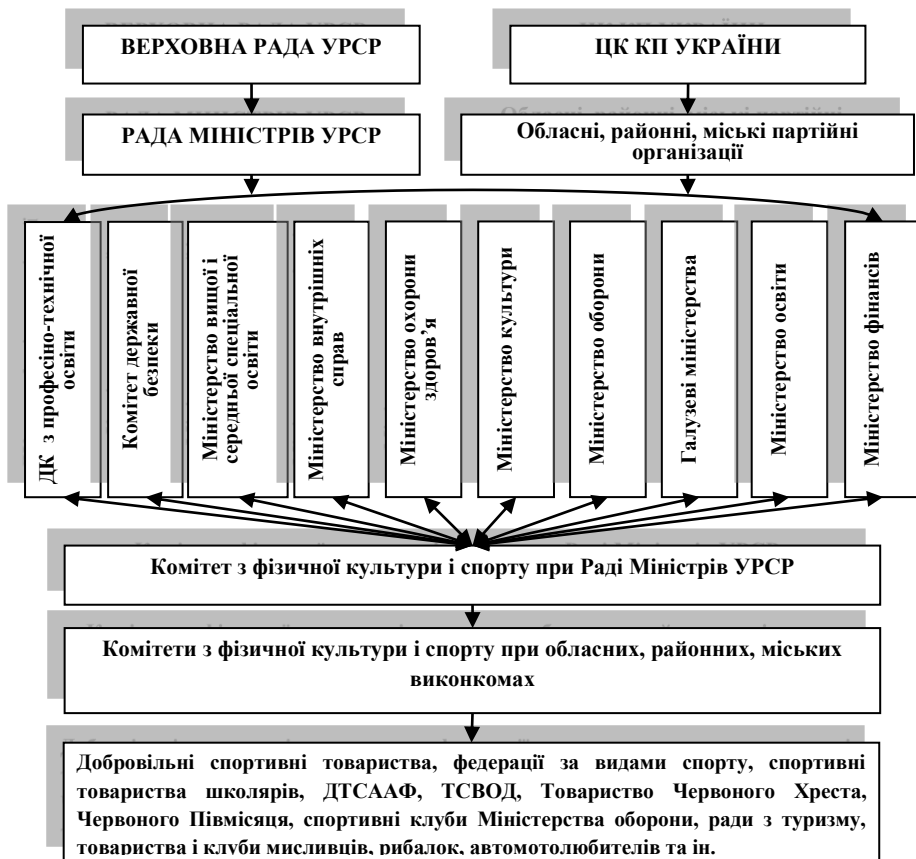 ВЕРХОВНА РАДА УРСР
ЦК КП УКРАЇНИ
РАДА МІНІСТРІВ УРСР
Обласні, районні, міські партійні
організації
ДК з професіно-технічної
освіти
Комітет державної
безпеки
Міністерство вищої і
середньої спеціальної
освіти
Міністерство внутрішніх
справ
Міністерство охорони
здоров’я
Міністерство культури
Міністерство оборони
Галузеві міністерства
Міністерство освіти
Міністерство фінансів
Комітет з фізичної культури і спорту при Раді Міністрів УРСР
Комітети з фізичної культури і спорту при обласних, районних, міських
виконкомах
Добровільні спортивні товариства, федерації за видами спорту, спортивні
товариства школярів, ДТСААФ, ТСВОД, Товариство Червоного Хреста,
Червоного Півмісяця, спортивні клуби Міністерства оборони, ради з туризму,
товариства і клуби мисливців, рибалок, автомотолюбителів та ін.